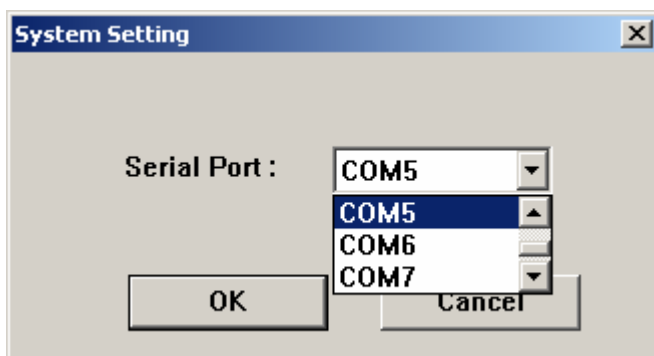 System Setting
Serial Port :
COM5
COM5
COM6
COM7
OK
Cancel